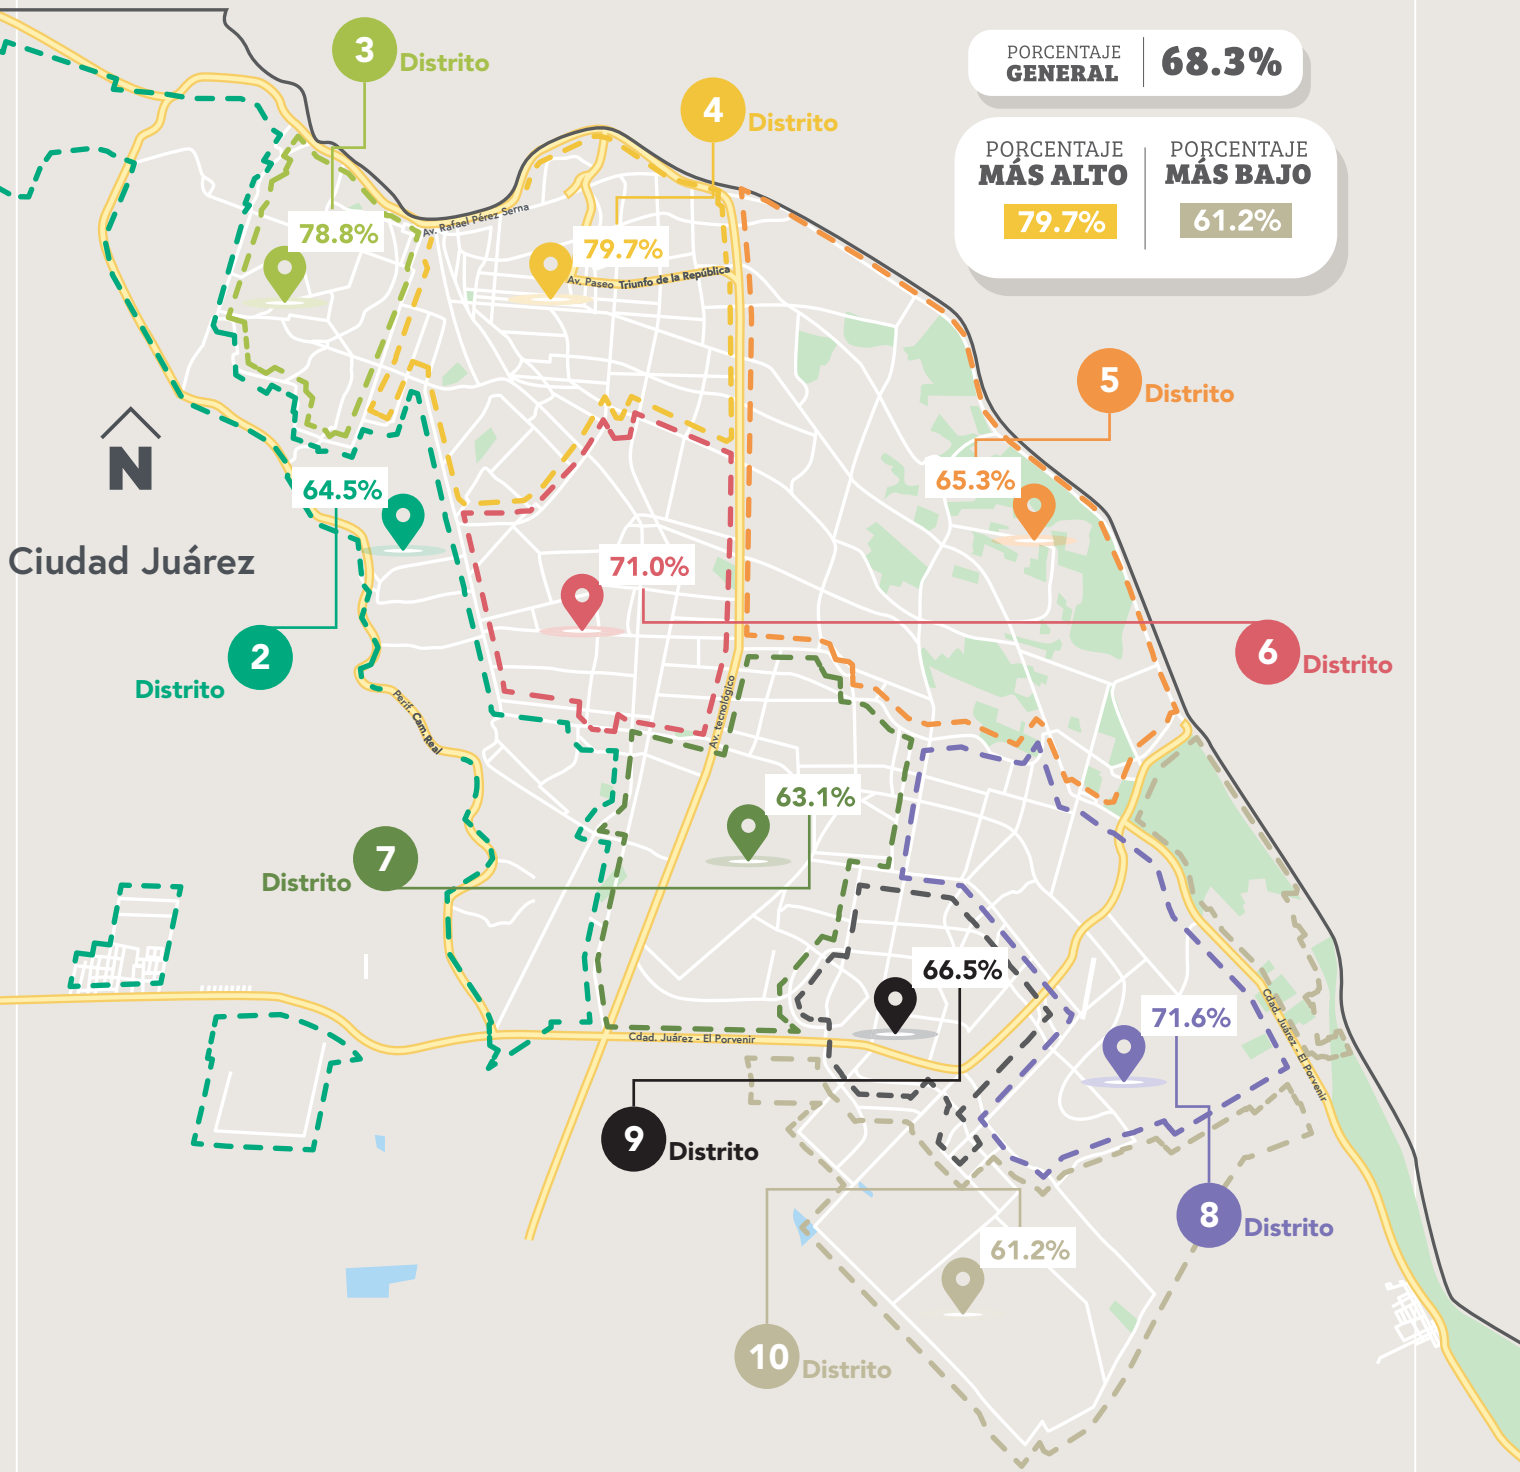 3
Distrito
4
Distrito
PORCENTAJE
GENERAL
68.3%
PORCENTAJE
MÁS ALTO
79.7%
PORCENTAJE
MÁS BAJO
61.2%
78.8%
Av. Rafael Pérez Serna
79.7%
Av. Paseo Triunfo de la República
5
Distrito
65.3%
N
Ciudad Juárez
64.5%
71.0%
2
Distrito
6
Distrito
Perif. Cam. Real
Av. tecnológico
63.1%
7
Distrito
66.5%
71.6%
Cdad. Juárez - El Porvenir
Cdad. Juárez - El Porvenir
9
Distrito
8
Distrito
61.2%
10
Distrito